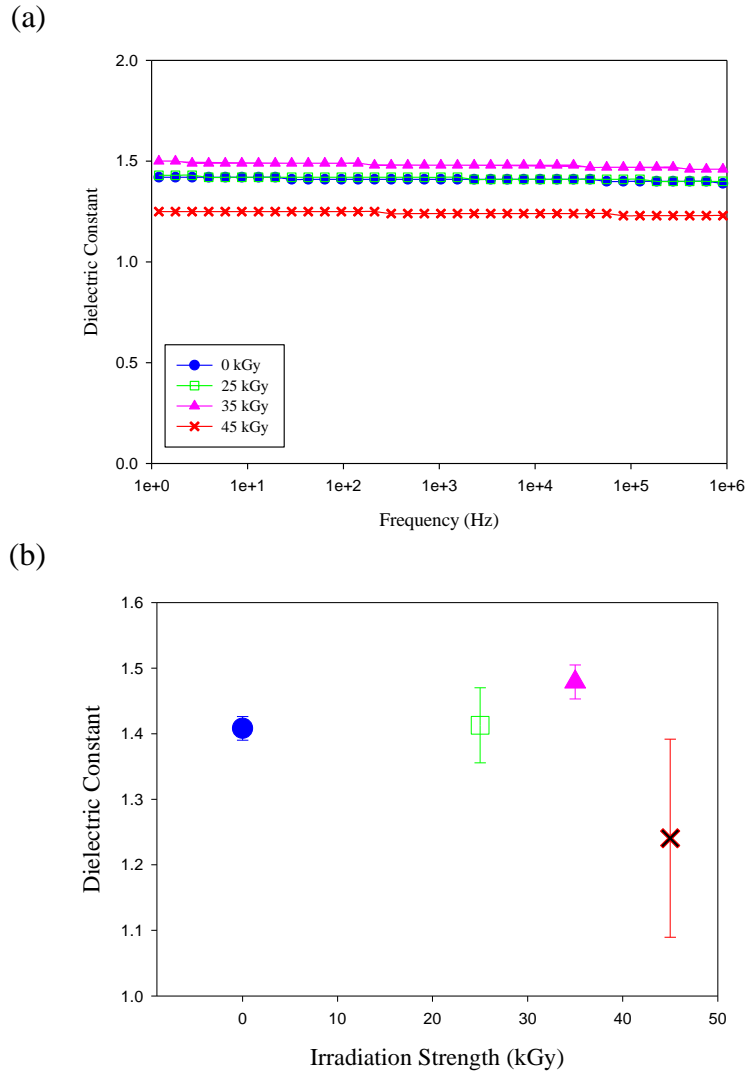 (a)
2.0
1.5
1.0
0.5
0.0
Dielectric Constant
0 kGy
25 kGy
35 kGy
45 kGy
1e+0 1e+1 1e+2 1e+3 1e+4 1e+5 1e+6
Frequency (Hz)
(b)
1.6
1.5
1.4
1.3
1.2
1.1
1.0
Dielectric Constant
0 10 20 30 40 50
Irradiation Strength (kGy)